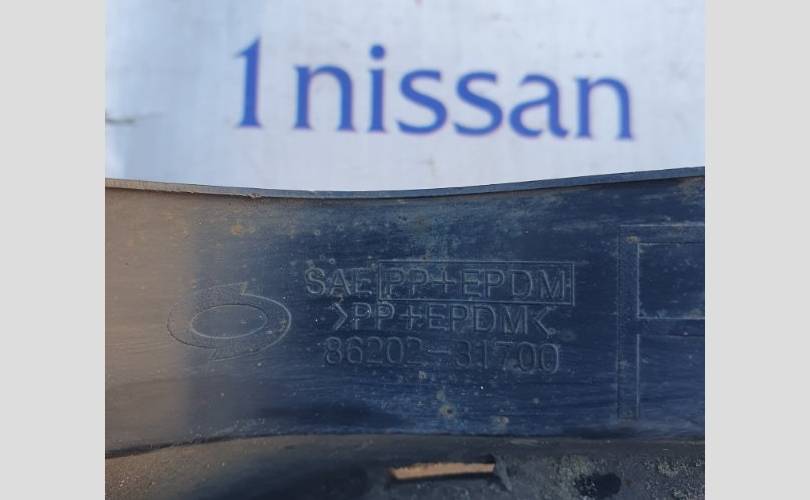 1nissan
SAE PP+EPDM
>PP+EPDM<
86202-31700